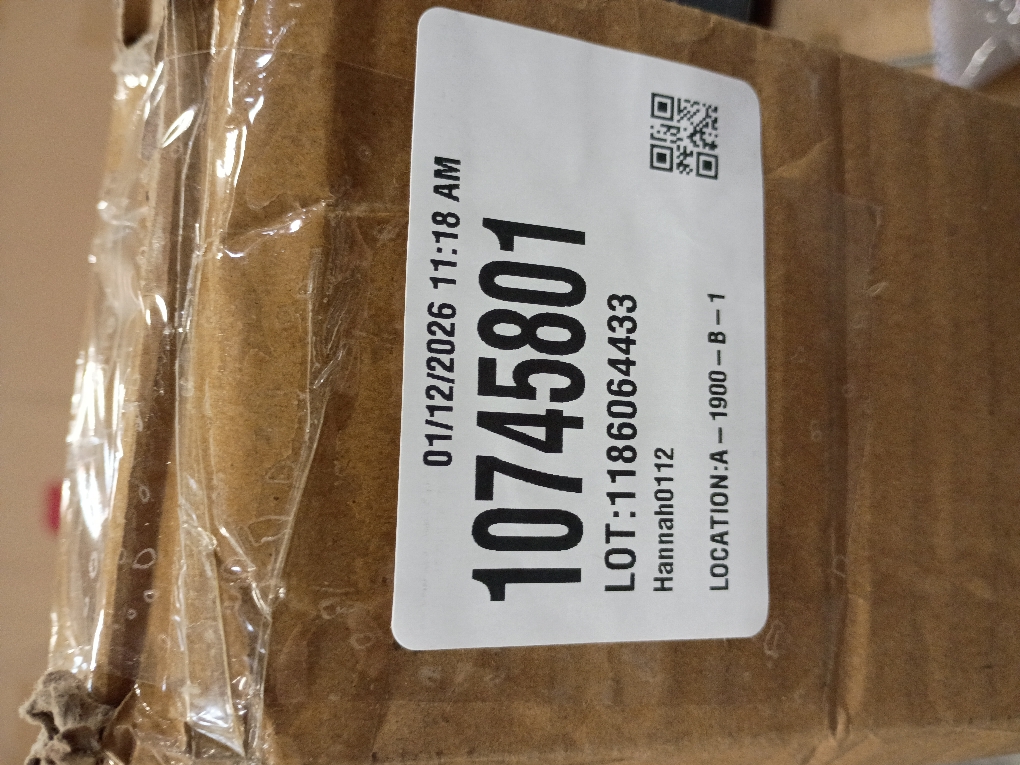 01/12/2026 11:18 AM
10745801
LOT:1186064433
Hannah0112
LOCATION:A-1900-B-1